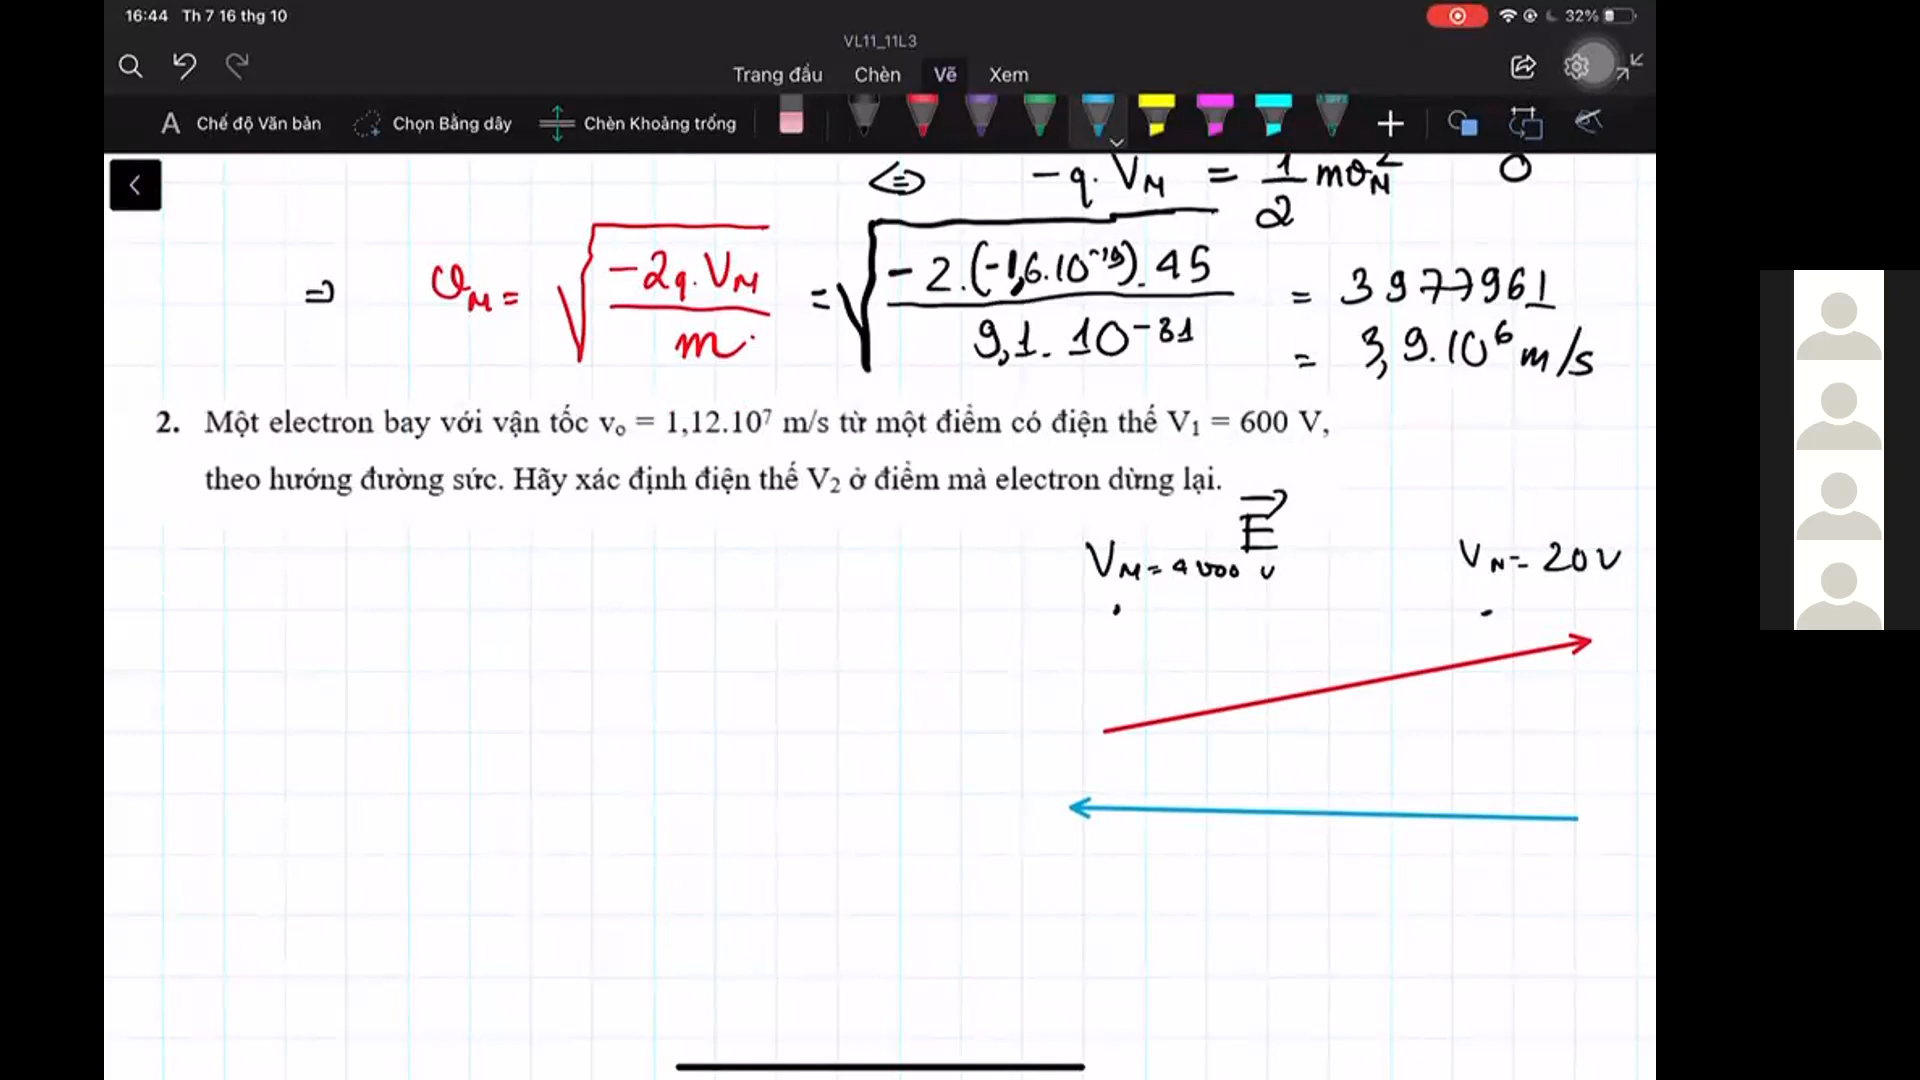 16:44 Th 7 16 thg 10
32%
VL11_11L3
Trang đầu Chèn Vẽ Xem
A Chế độ Văn bản Chọn Bằng dây Chèn Khoảng trống
<=> -q. V_M = 1/2 mv_N^2 0
=> v_M = √(-2q.V_M / m) = √(-2.(-1,6.10^-19).45 / 9,1.10^-31) = 3977961
= 3,9.10^6 m/s
2. Một electron bay với vận tốc v₀ = 1,12.10⁷ m/s từ một điểm có điện thế V₁ = 600 V,
theo hướng đường sức. Hãy xác định điện thế V₂ ở điểm mà electron dừng lại.
E
V_N = 20V